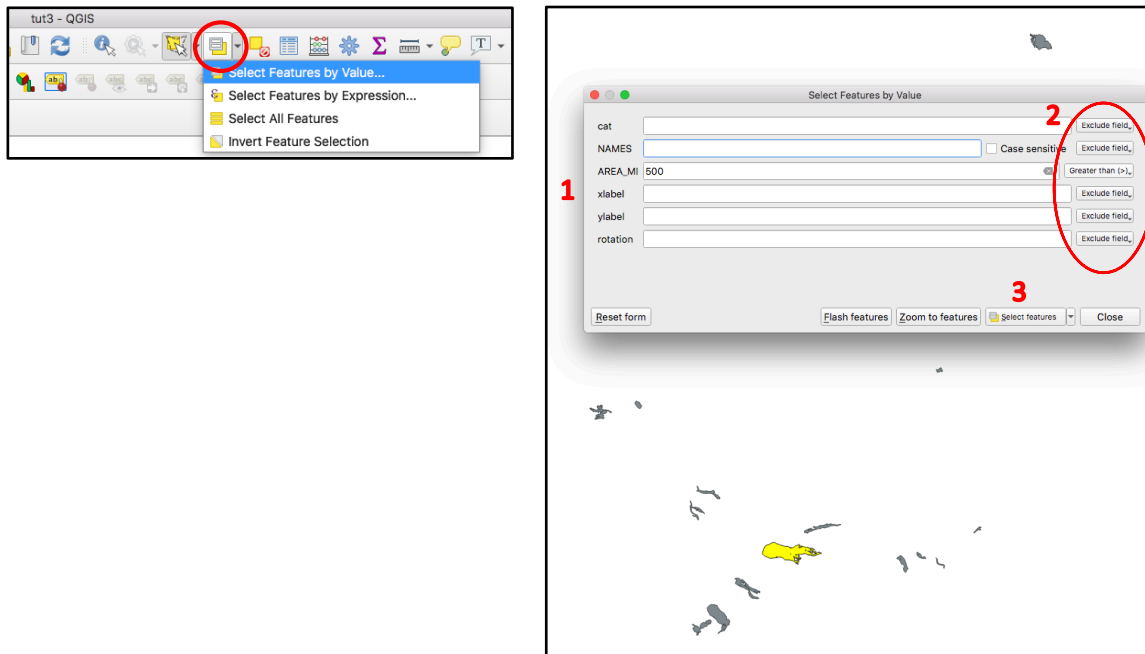 tut3 - QGIS
Select Features by Value...
Select Features by Expression...
Select All Features
Invert Feature Selection
Select Features by Value
1
2
3
cat Exclude field
NAMES Case sensitive Exclude field
AREA_MI 500 Greater than (>)
xlabel Exclude field
ylabel Exclude field
rotation Exclude field
Reset form Flash features Zoom to features Select features Close